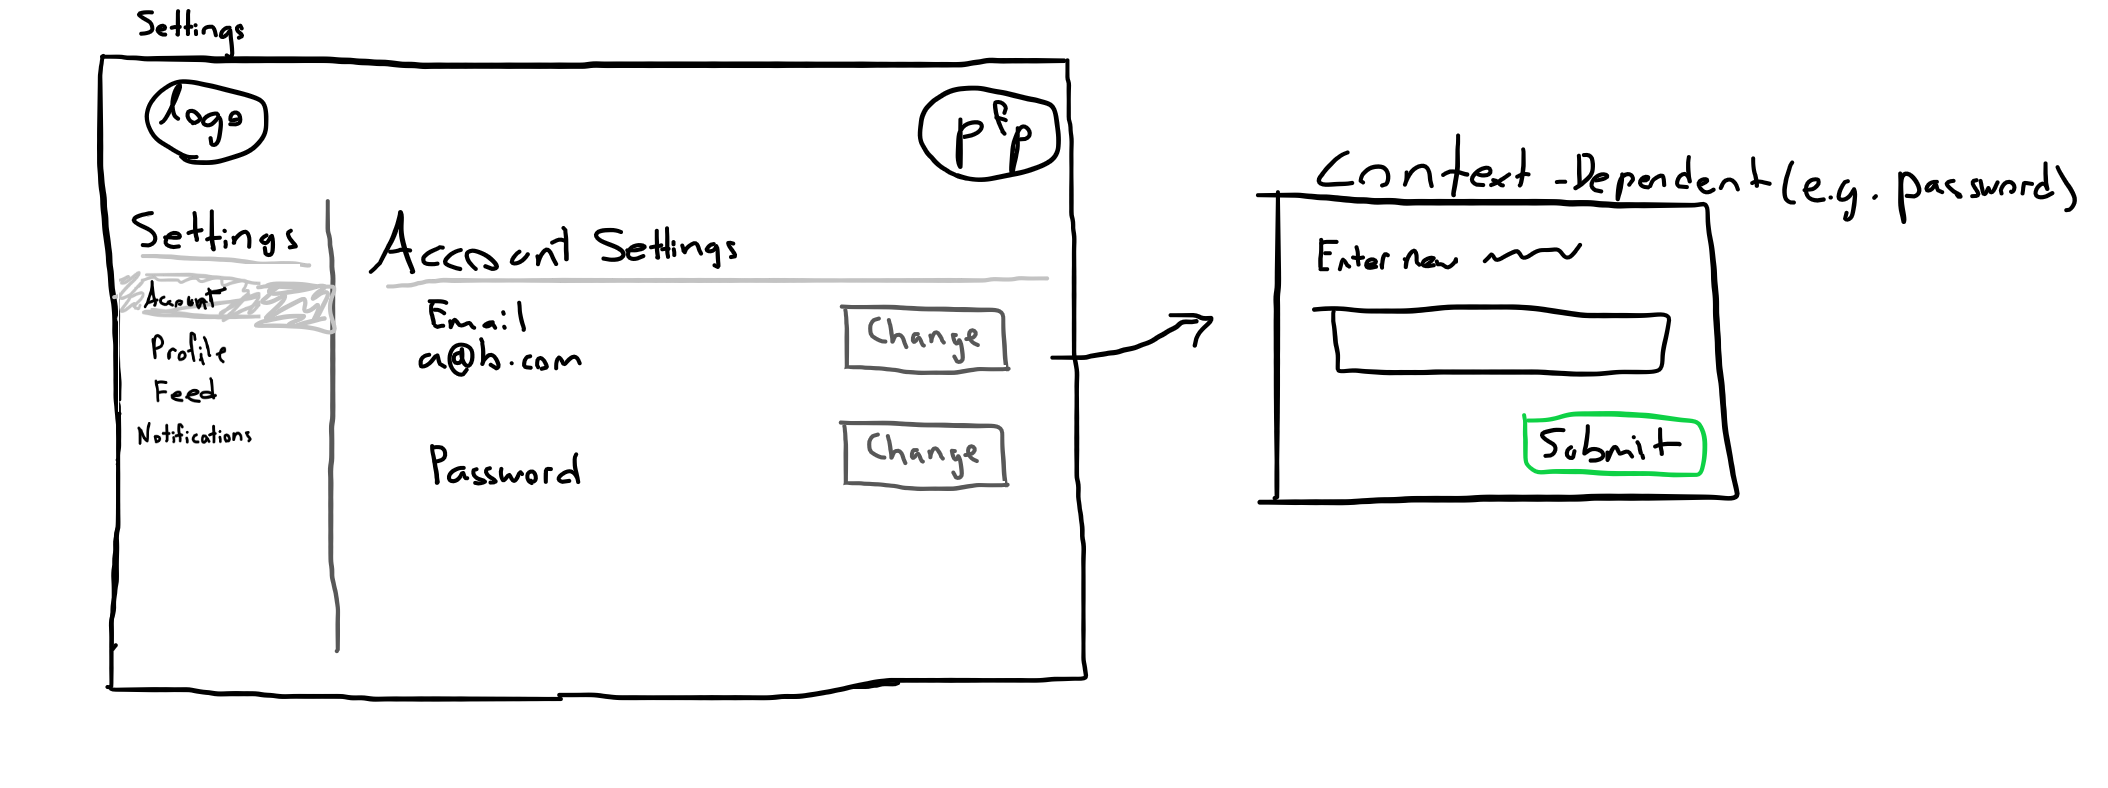 Settings
logo
pfp
Settings
Account
Profile
Feed
Notifications
Account Settings
Email
a@b.com
Change
Password
Change
Context-Dependent (e.g. password)
Enter new
Submit